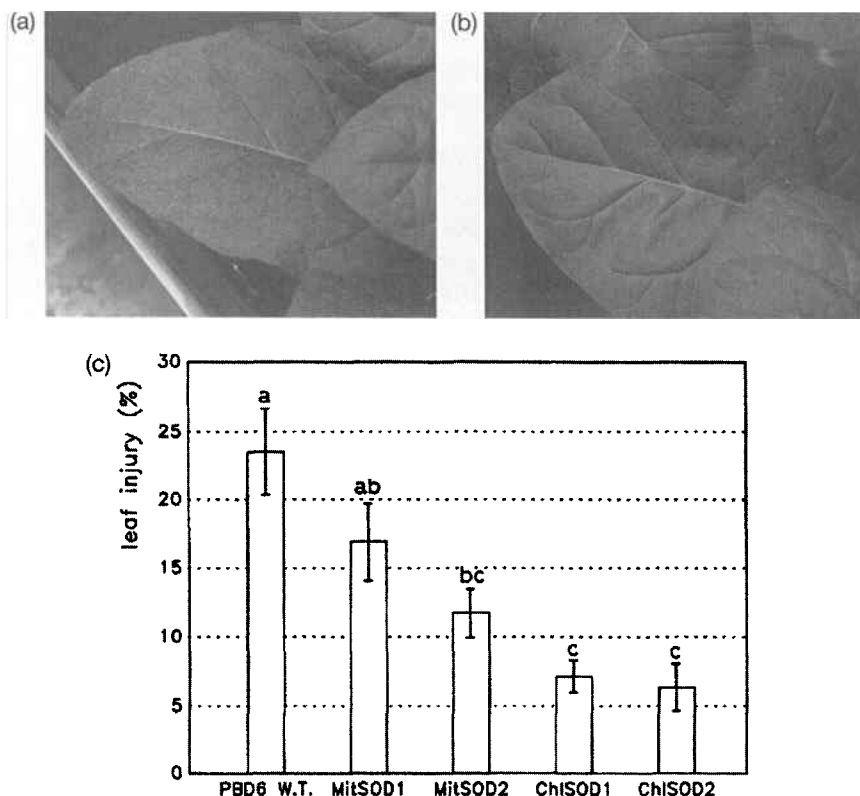 (a)
(b)
(c)
30
25
20
15
10
5
0
leaf injury (%)
a
ab
bc
c
c
PBD6 W.T. MitSOD1 MitSOD2 ChlSOD1 ChlSOD2